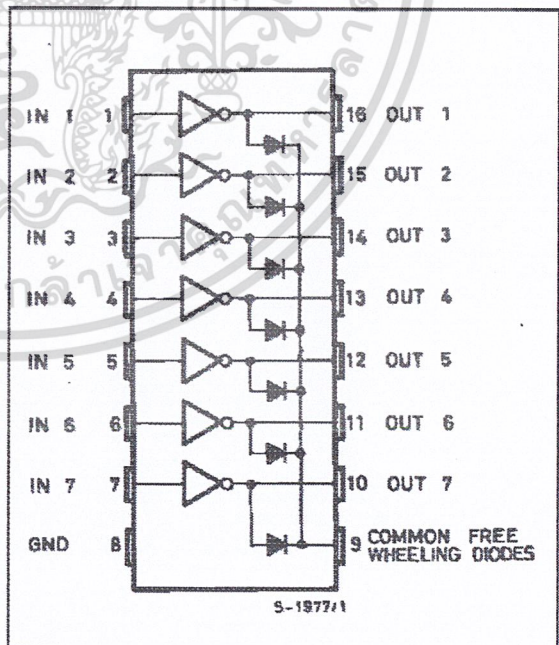 IN 1 1 16 OUT 1
IN 2 2 15 OUT 2
IN 3 3 14 OUT 3
IN 4 4 13 OUT 4
IN 5 5 12 OUT 5
IN 6 6 11 OUT 6
IN 7 7 10 OUT 7
GND 8 9 COMMON FREE
WHEELING DIODES
S-1977/1